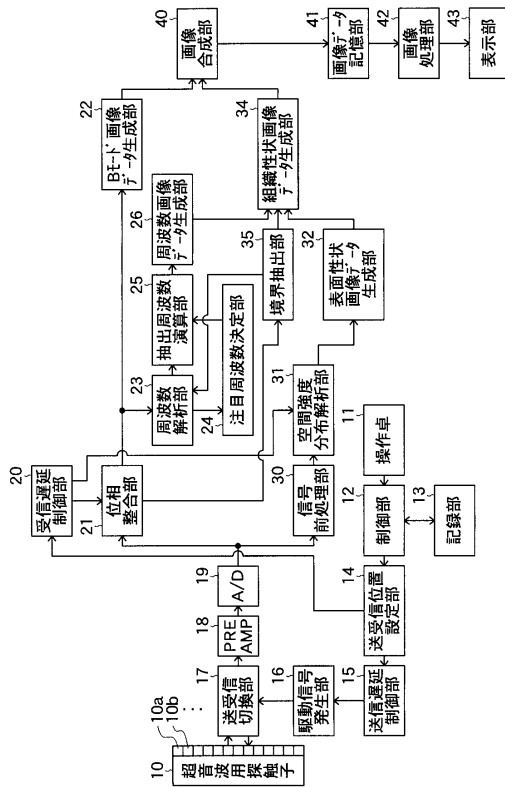 10
超音波用探触子
10a
10b
17
送受信
切換部
18
PRE
AMP
19
A/D
16
駆動信号
発生部
15
送信遅延
制御部
14
送受信位置
設定部
12
制御部
11
操作卓
13
記録部
20
受信遅延
制御部
21
位相
整合部
23
周波数
解析部
24
注目周波数決定部
25
抽出周波数
演算部
26
周波数画像
データ生成部
22
Bモード画像
データ生成部
30
信号
前処理部
31
空間強度
分布解析部
35
境界抽出部
32
表面性状
画像データ
生成部
34
組織性状画像
データ生成部
40
画像
合成部
41
画像データ
記憶部
42
画像
処理部
43
表示部